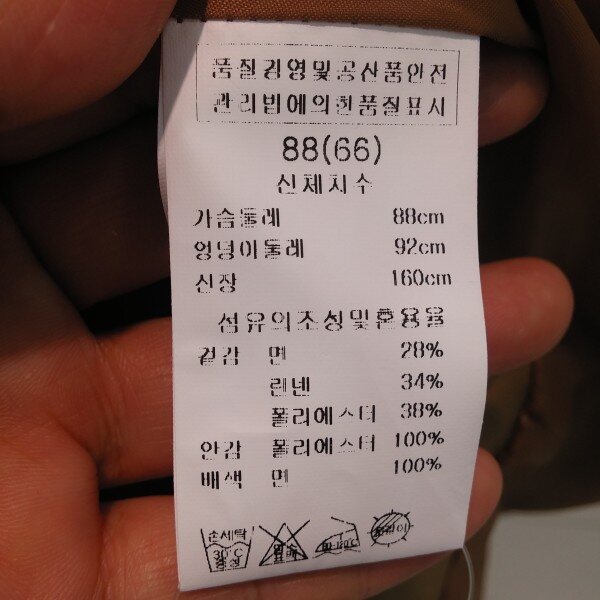 품질경영및공산품안전
관리법에의한품질표시
88(66)
신체치수
가슴둘레 88cm
엉덩이둘레 92cm
신장 160cm
섬유의조성및혼용율
겉감 면 28%
린넨 34%
폴리에스터 38%
안감 폴리에스터 100%
배색 면 100%
손세탁
30°C
중성